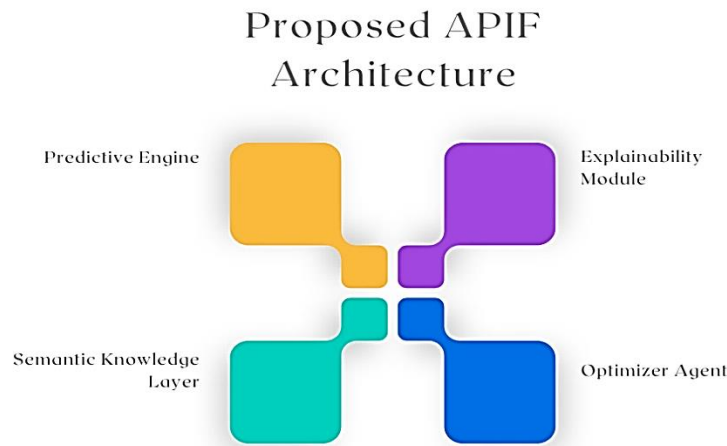 Proposed APIF
Architecture
Predictive Engine
Explainability
Module
Semantic Knowledge
Layer
Optimizer Agent